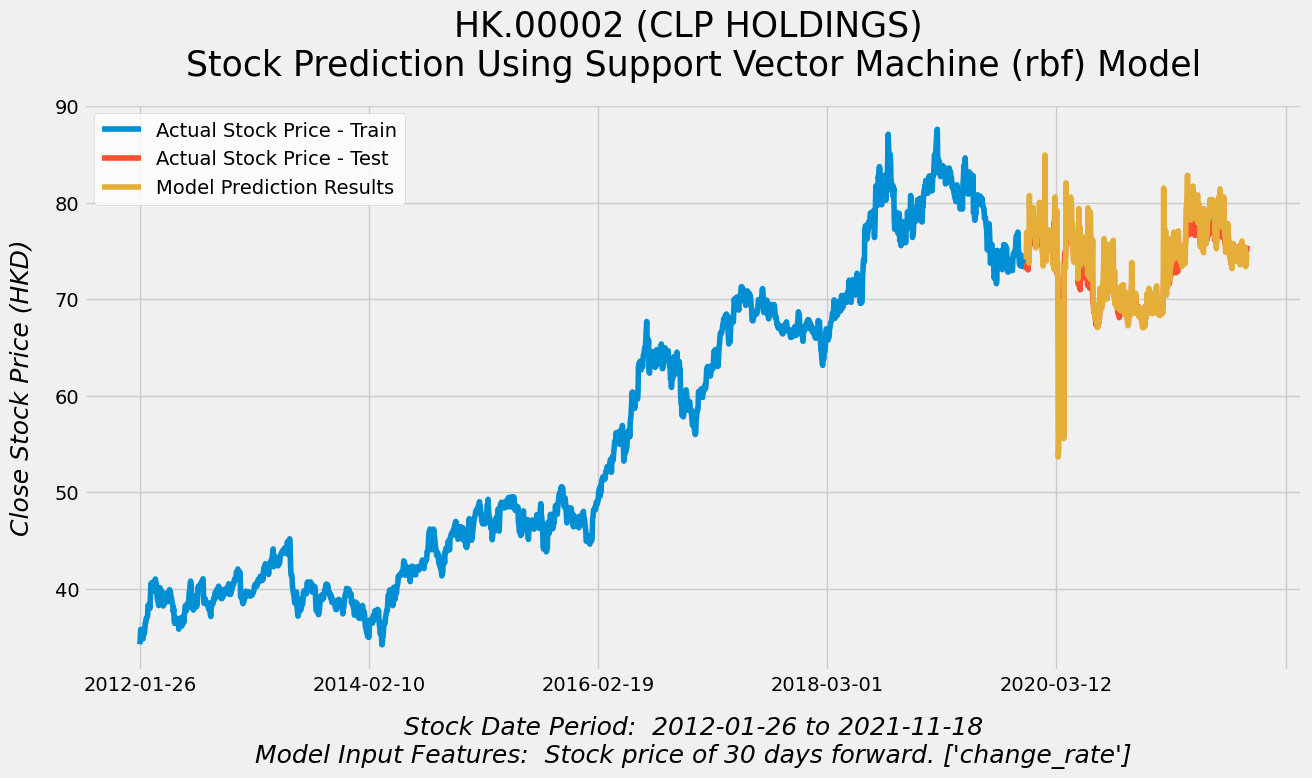 HK.00002 (CLP HOLDINGS)
Stock Prediction Using Support Vector Machine (rbf) Model
90
80
70
60
50
40
Close Stock Price (HKD)
Actual Stock Price - Train
Actual Stock Price - Test
Model Prediction Results
2012-01-26
2014-02-10
2016-02-19
2018-03-01
2020-03-12
Stock Date Period:  2012-01-26 to 2021-11-18
Model Input Features:  Stock price of 30 days forward. ['change_rate']